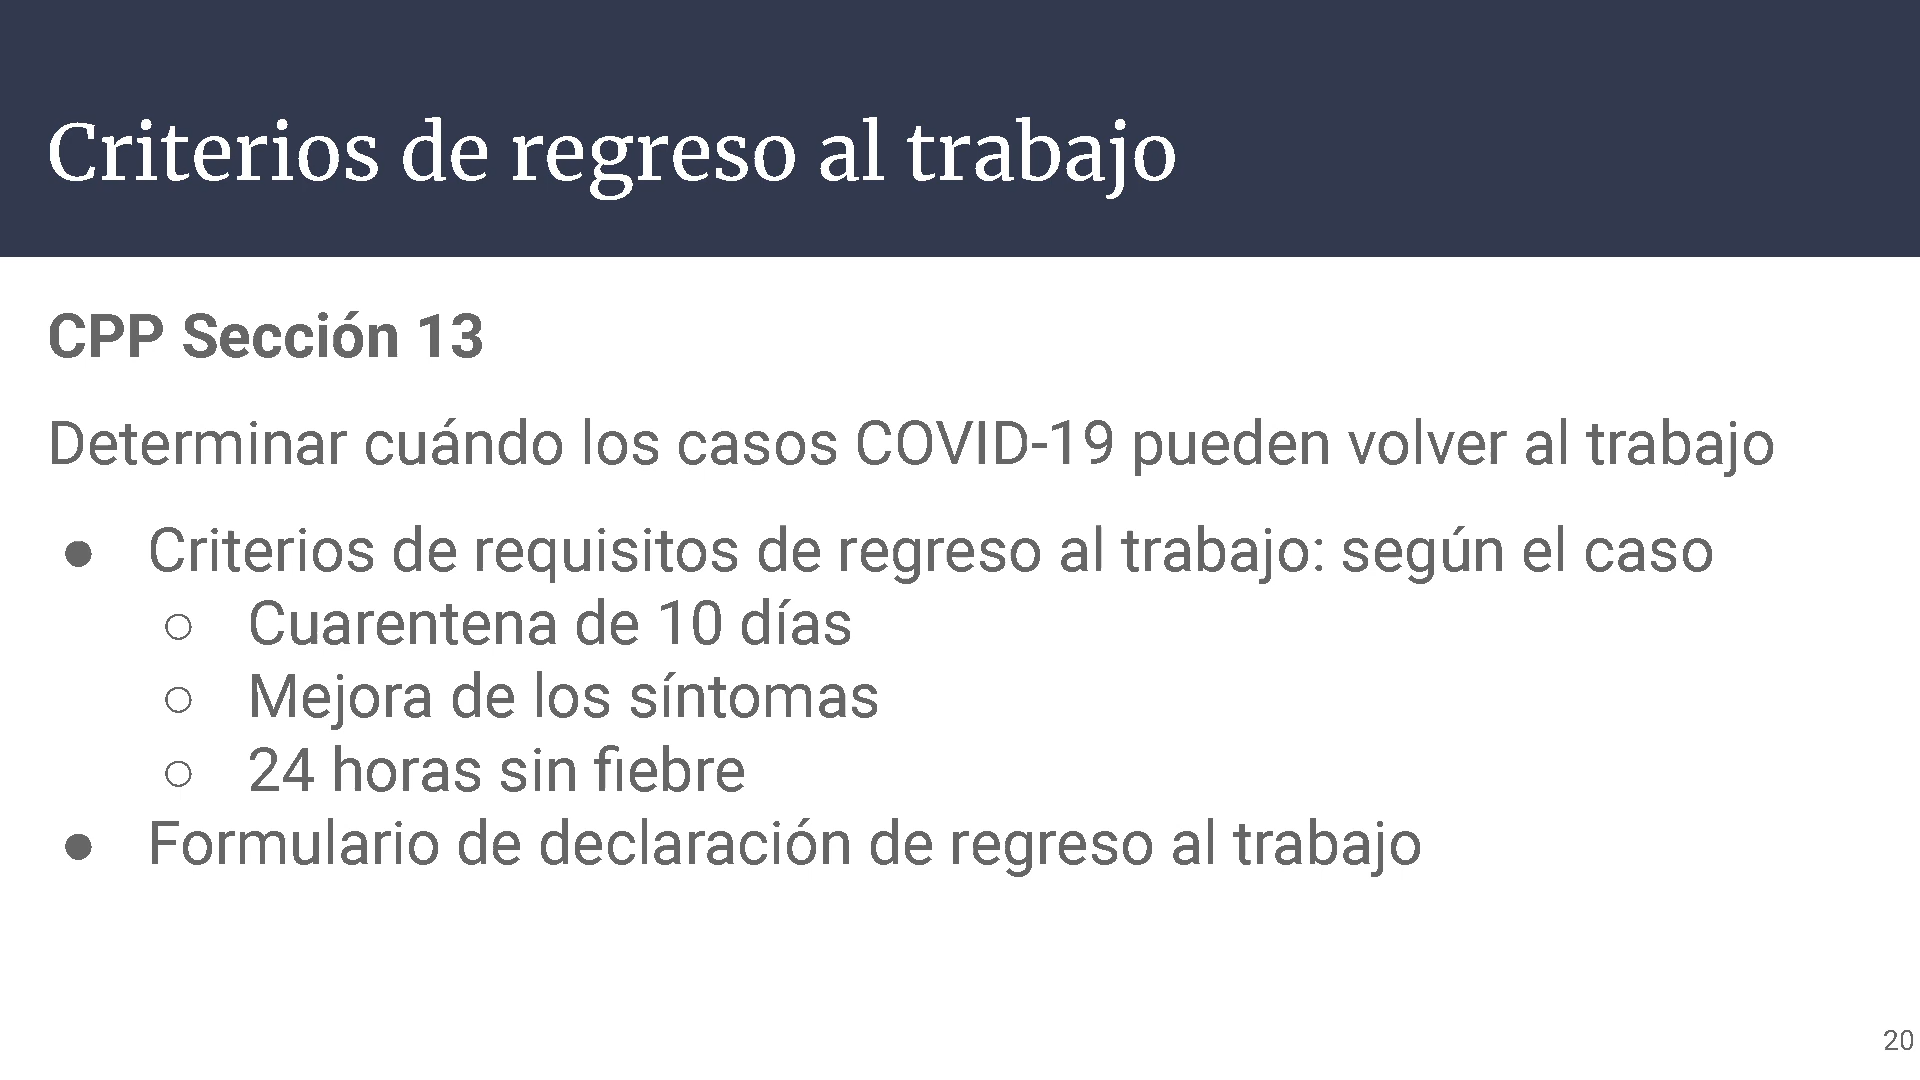 Criterios de regreso al trabajo
CPP Sección 13
Determinar cuándo los casos COVID-19 pueden volver al trabajo
● Criterios de requisitos de regreso al trabajo: según el caso
○ Cuarentena de 10 días
○ Mejora de los síntomas
○ 24 horas sin fiebre
● Formulario de declaración de regreso al trabajo
20